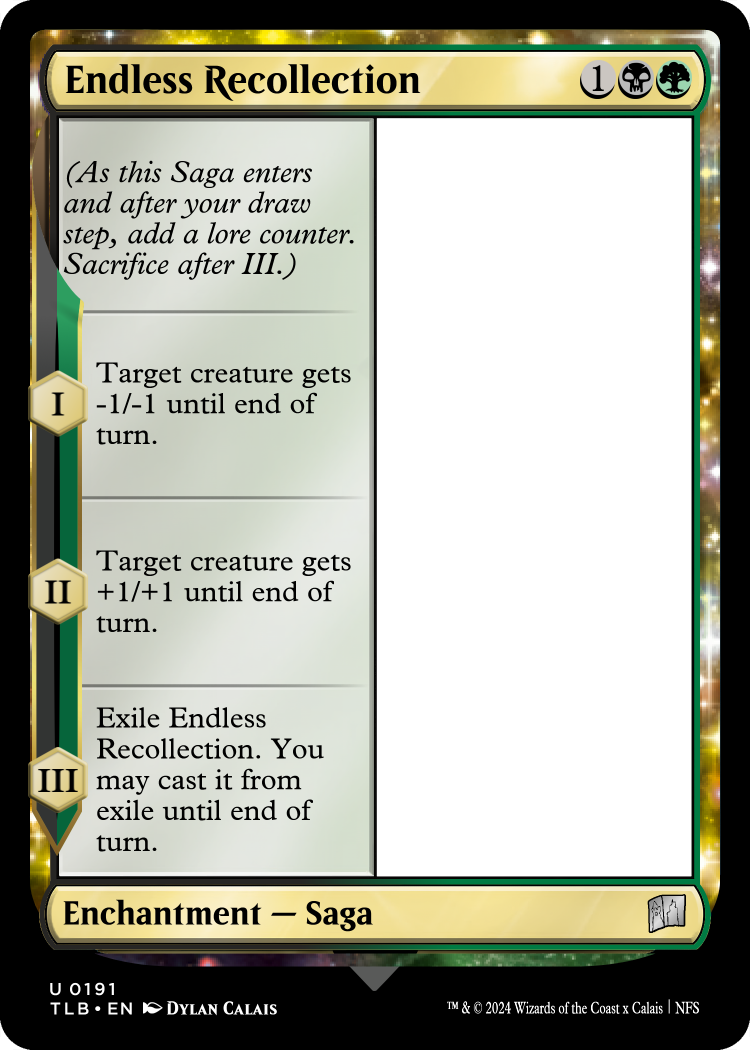 Endless Recollection 1
(As this Saga enters
and after your draw
step, add a lore counter.
Sacrifice after III.)
I
Target creature gets
-1/-1 until end of
turn.
II
Target creature gets
+1/+1 until end of
turn.
III
Exile Endless
Recollection. You
may cast it from
exile until end of
turn.
Enchantment — Saga
U 0191
TLB • EN Dylan Calais
™ & © 2024 Wizards of the Coast x Calais | NFS